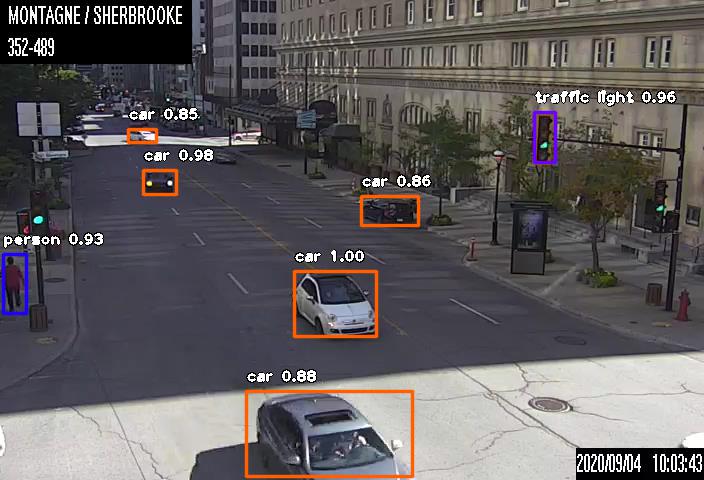 MONTAGNE / SHERBROOKE
352-489
traffic light 0.96
car 0.85
car 0.98
car 0.86
person 0.93
car 1.00
car 0.88
2020/09/04 10:03:43